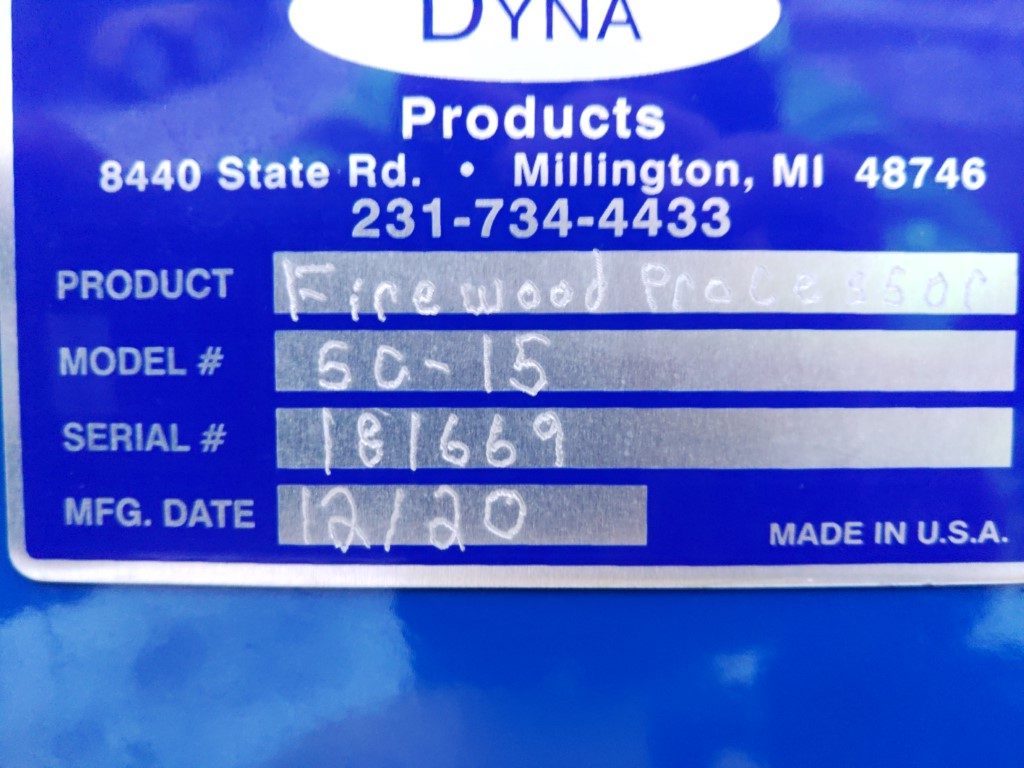 DYNA
Products
8440 State Rd. • Millington, MI 48746
231-734-4433
PRODUCT Firewood Processor
MODEL # SC-15
SERIAL # 181669
MFG. DATE 12/20
MADE IN U.S.A.